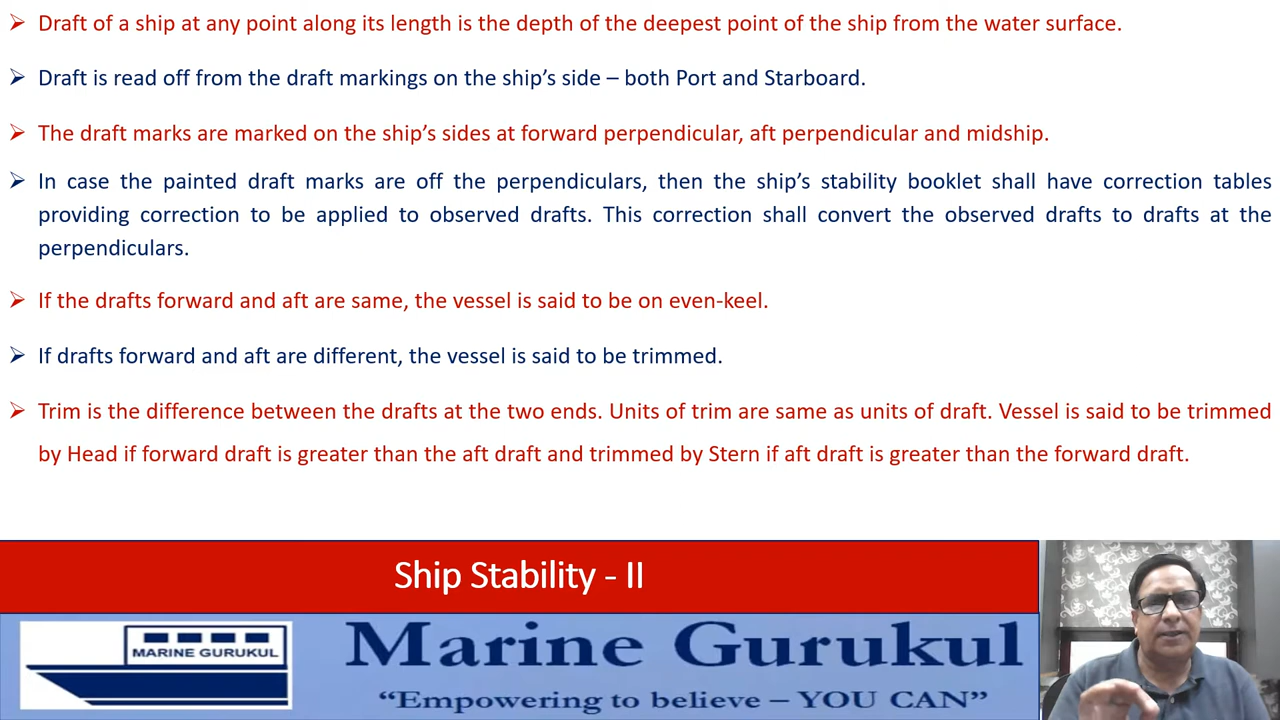 Draft of a ship at any point along its length is the depth of the deepest point of the ship from the water surface.
Draft is read off from the draft markings on the ship's side – both Port and Starboard.
The draft marks are marked on the ship's sides at forward perpendicular, aft perpendicular and midship.
In case the painted draft marks are off the perpendiculars, then the ship's stability booklet shall have correction tables
providing correction to be applied to observed drafts. This correction shall convert the observed drafts to drafts at the
perpendiculars.
If the drafts forward and aft are same, the vessel is said to be on even-keel.
If drafts forward and aft are different, the vessel is said to be trimmed.
Trim is the difference between the drafts at the two ends. Units of trim are same as units of draft. Vessel is said to be trimmed
by Head if forward draft is greater than the aft draft and trimmed by Stern if aft draft is greater than the forward draft.
Ship Stability - II
MARINE GURUKUL
Marine Gurukul
“Empowering to believe – YOU CAN”